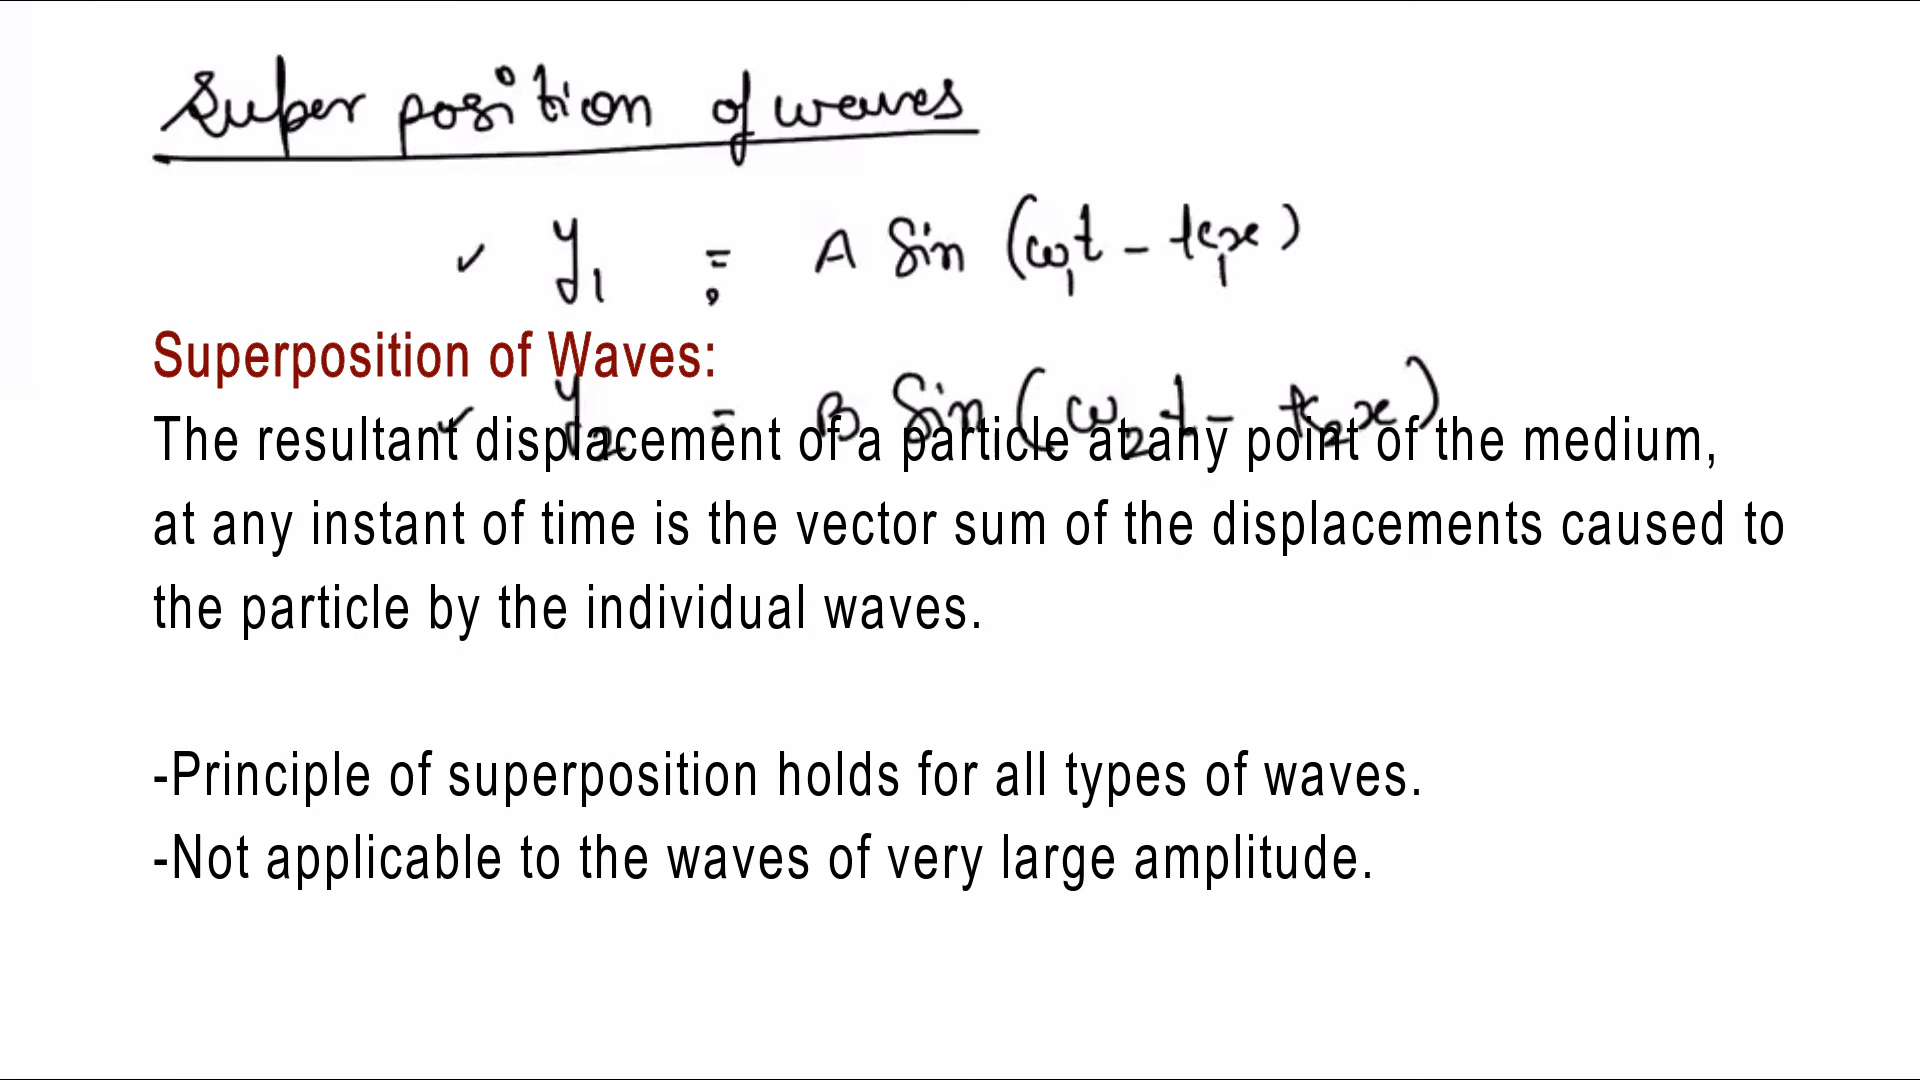 Super position of waves
✓ y₁ = A Sin (ω₁t - k₁x)
Superposition of Waves:
✓ y₂ = B Sin (ω₂t - k₂x)
The resultant displacement of a particle at any point of the medium,
at any instant of time is the vector sum of the displacements caused to
the particle by the individual waves.
-Principle of superposition holds for all types of waves.
-Not applicable to the waves of very large amplitude.